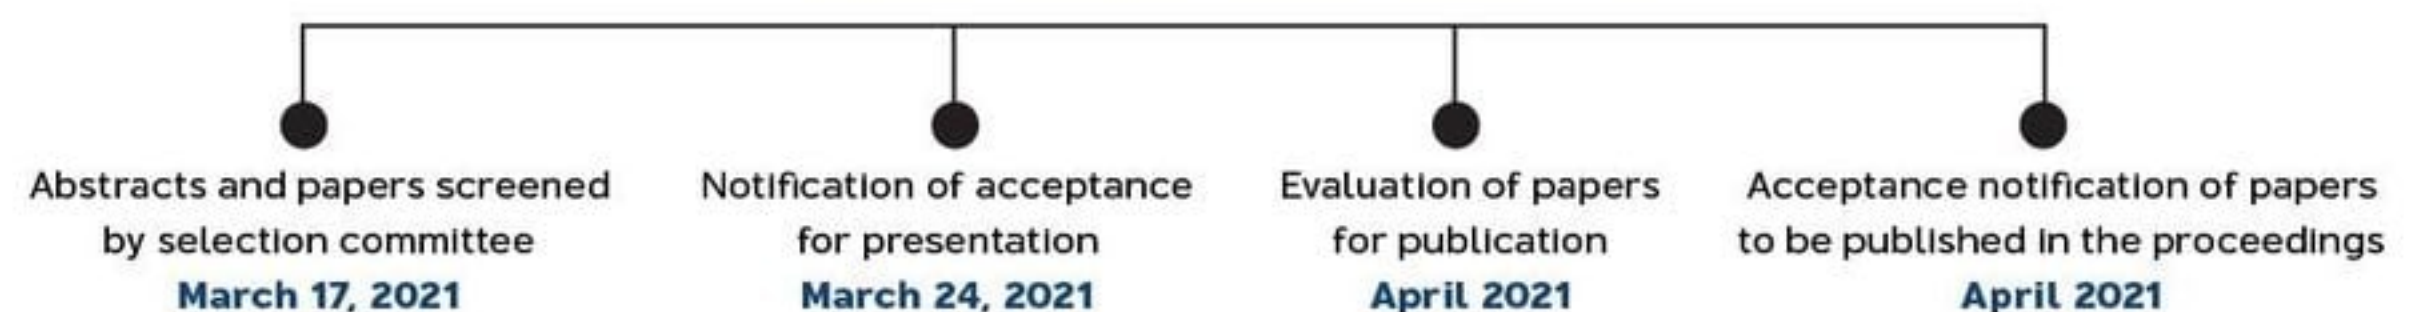 Abstracts and papers screened
by selection committee
March 17, 2021
Notification of acceptance
for presentation
March 24, 2021
Evaluation of papers
for publication
April 2021
Acceptance notification of papers
to be published in the proceedings
April 2021